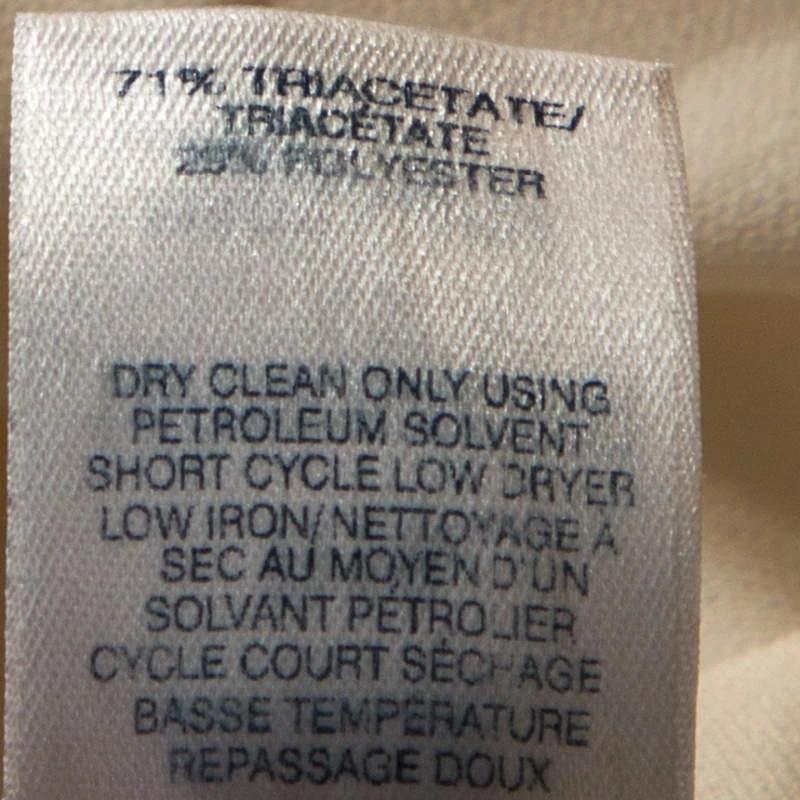 71% TRIACETATE/
TRIACÉTATE
29% POLYESTER
DRY CLEAN ONLY USING
PETROLEUM SOLVENT
SHORT CYCLE LOW DRYER
LOW IRON/NETTOYAGE À
SEC AU MOYEN D'UN
SOLVANT PÉTROLIER
CYCLE COURT SÉCHAGE
BASSE TEMPÉRATURE
REPASSAGE DOUX